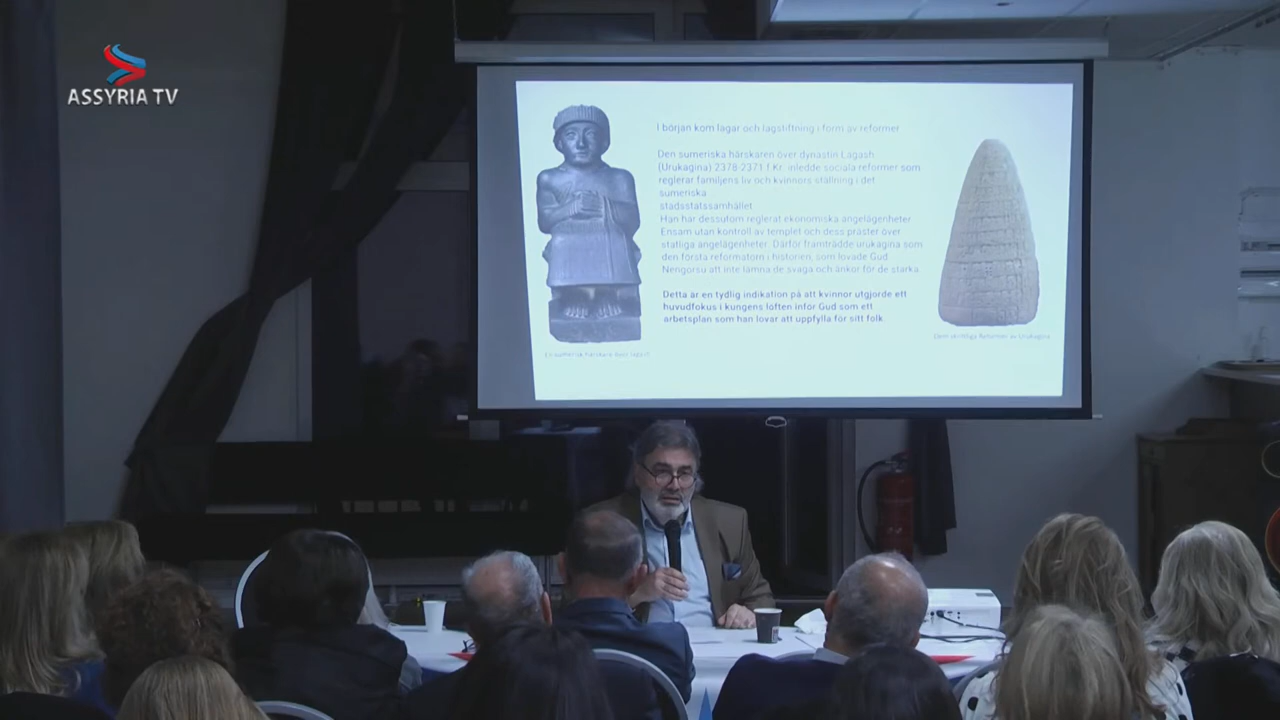 ASSYRIA TV
I början kom lagar och lagstiftning i form av reformer
Den sumeriska härskaren över dynastin Lagash,
(Urukagina) 2378-2371 f.Kr. inledde sociala reformer som
reglerar familjens liv och kvinnors ställning i det
sumeriska
stadsstatssamhället
Han har dessutom reglerat ekonomiska angelägenheter
Ensam utan kontroll av templet och dess präster över
statliga angelägenheter. Därför framträdde urukagina som
den första reformatorn i historien, som lovade Gud
Nengorsu att inte lämna de svaga och änkor för de starka.
Detta är en tydlig indikation på att kvinnor utgjorde ett
huvudfokus i kungens löften inför Gud som ett
arbetsplan som han lovar att uppfylla för sitt folk
En sumerisk härskare
Urukagina